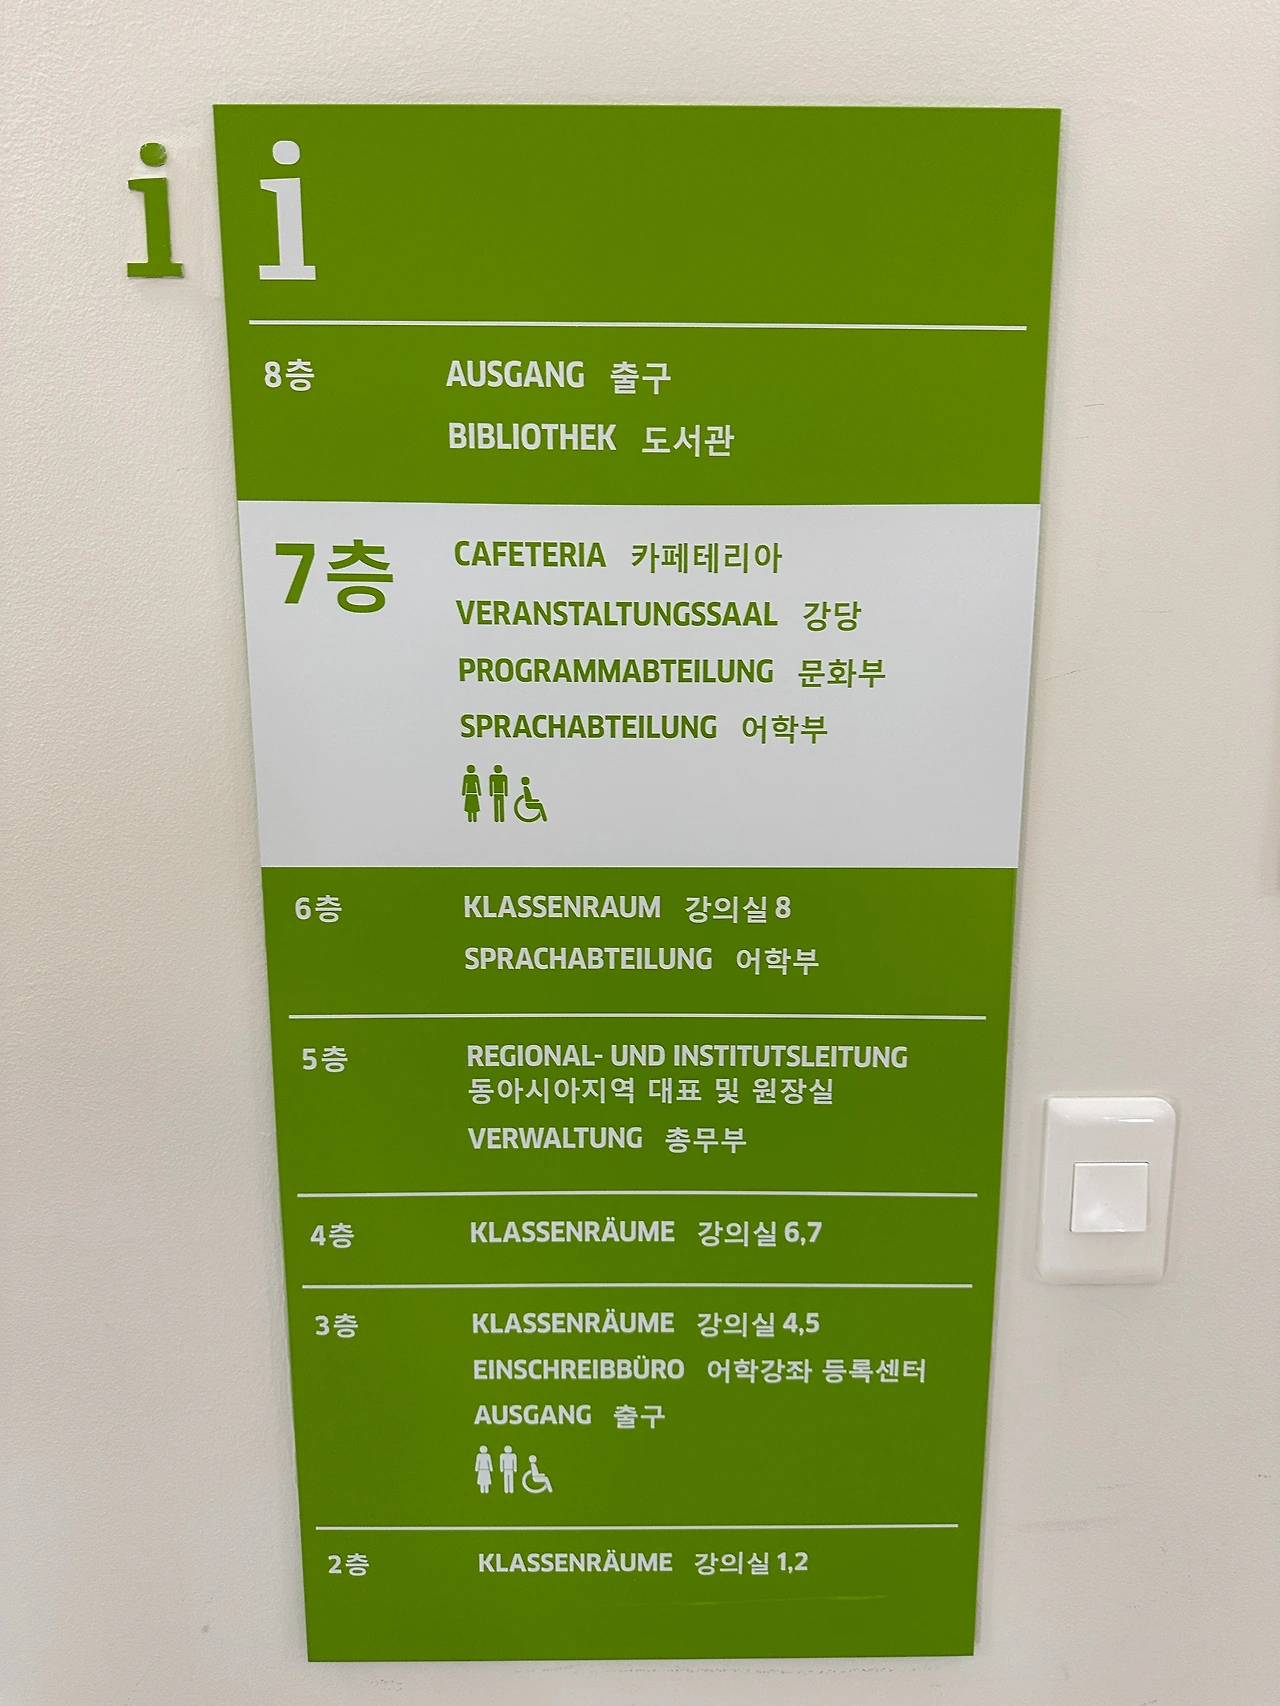 i i
8층 AUSGANG 출구
BIBLIOTHEK 도서관
7층 CAFETERIA 카페테리아
VERANSTALTUNGSSAAL 강당
PROGRAMMABTEILUNG 문화부
SPRACHABTEILUNG 어학부
6층 KLASSENRAUM 강의실 8
SPRACHABTEILUNG 어학부
5층 REGIONAL- UND INSTITUTSLEITUNG
동아시아지역 대표 및 원장실
VERWALTUNG 총무부
4층 KLASSENRÄUME 강의실 6,7
3층 KLASSENRÄUME 강의실 4,5
EINSCHREIBBÜRO 어학강좌 등록센터
AUSGANG 출구
2층 KLASSENRÄUME 강의실 1,2